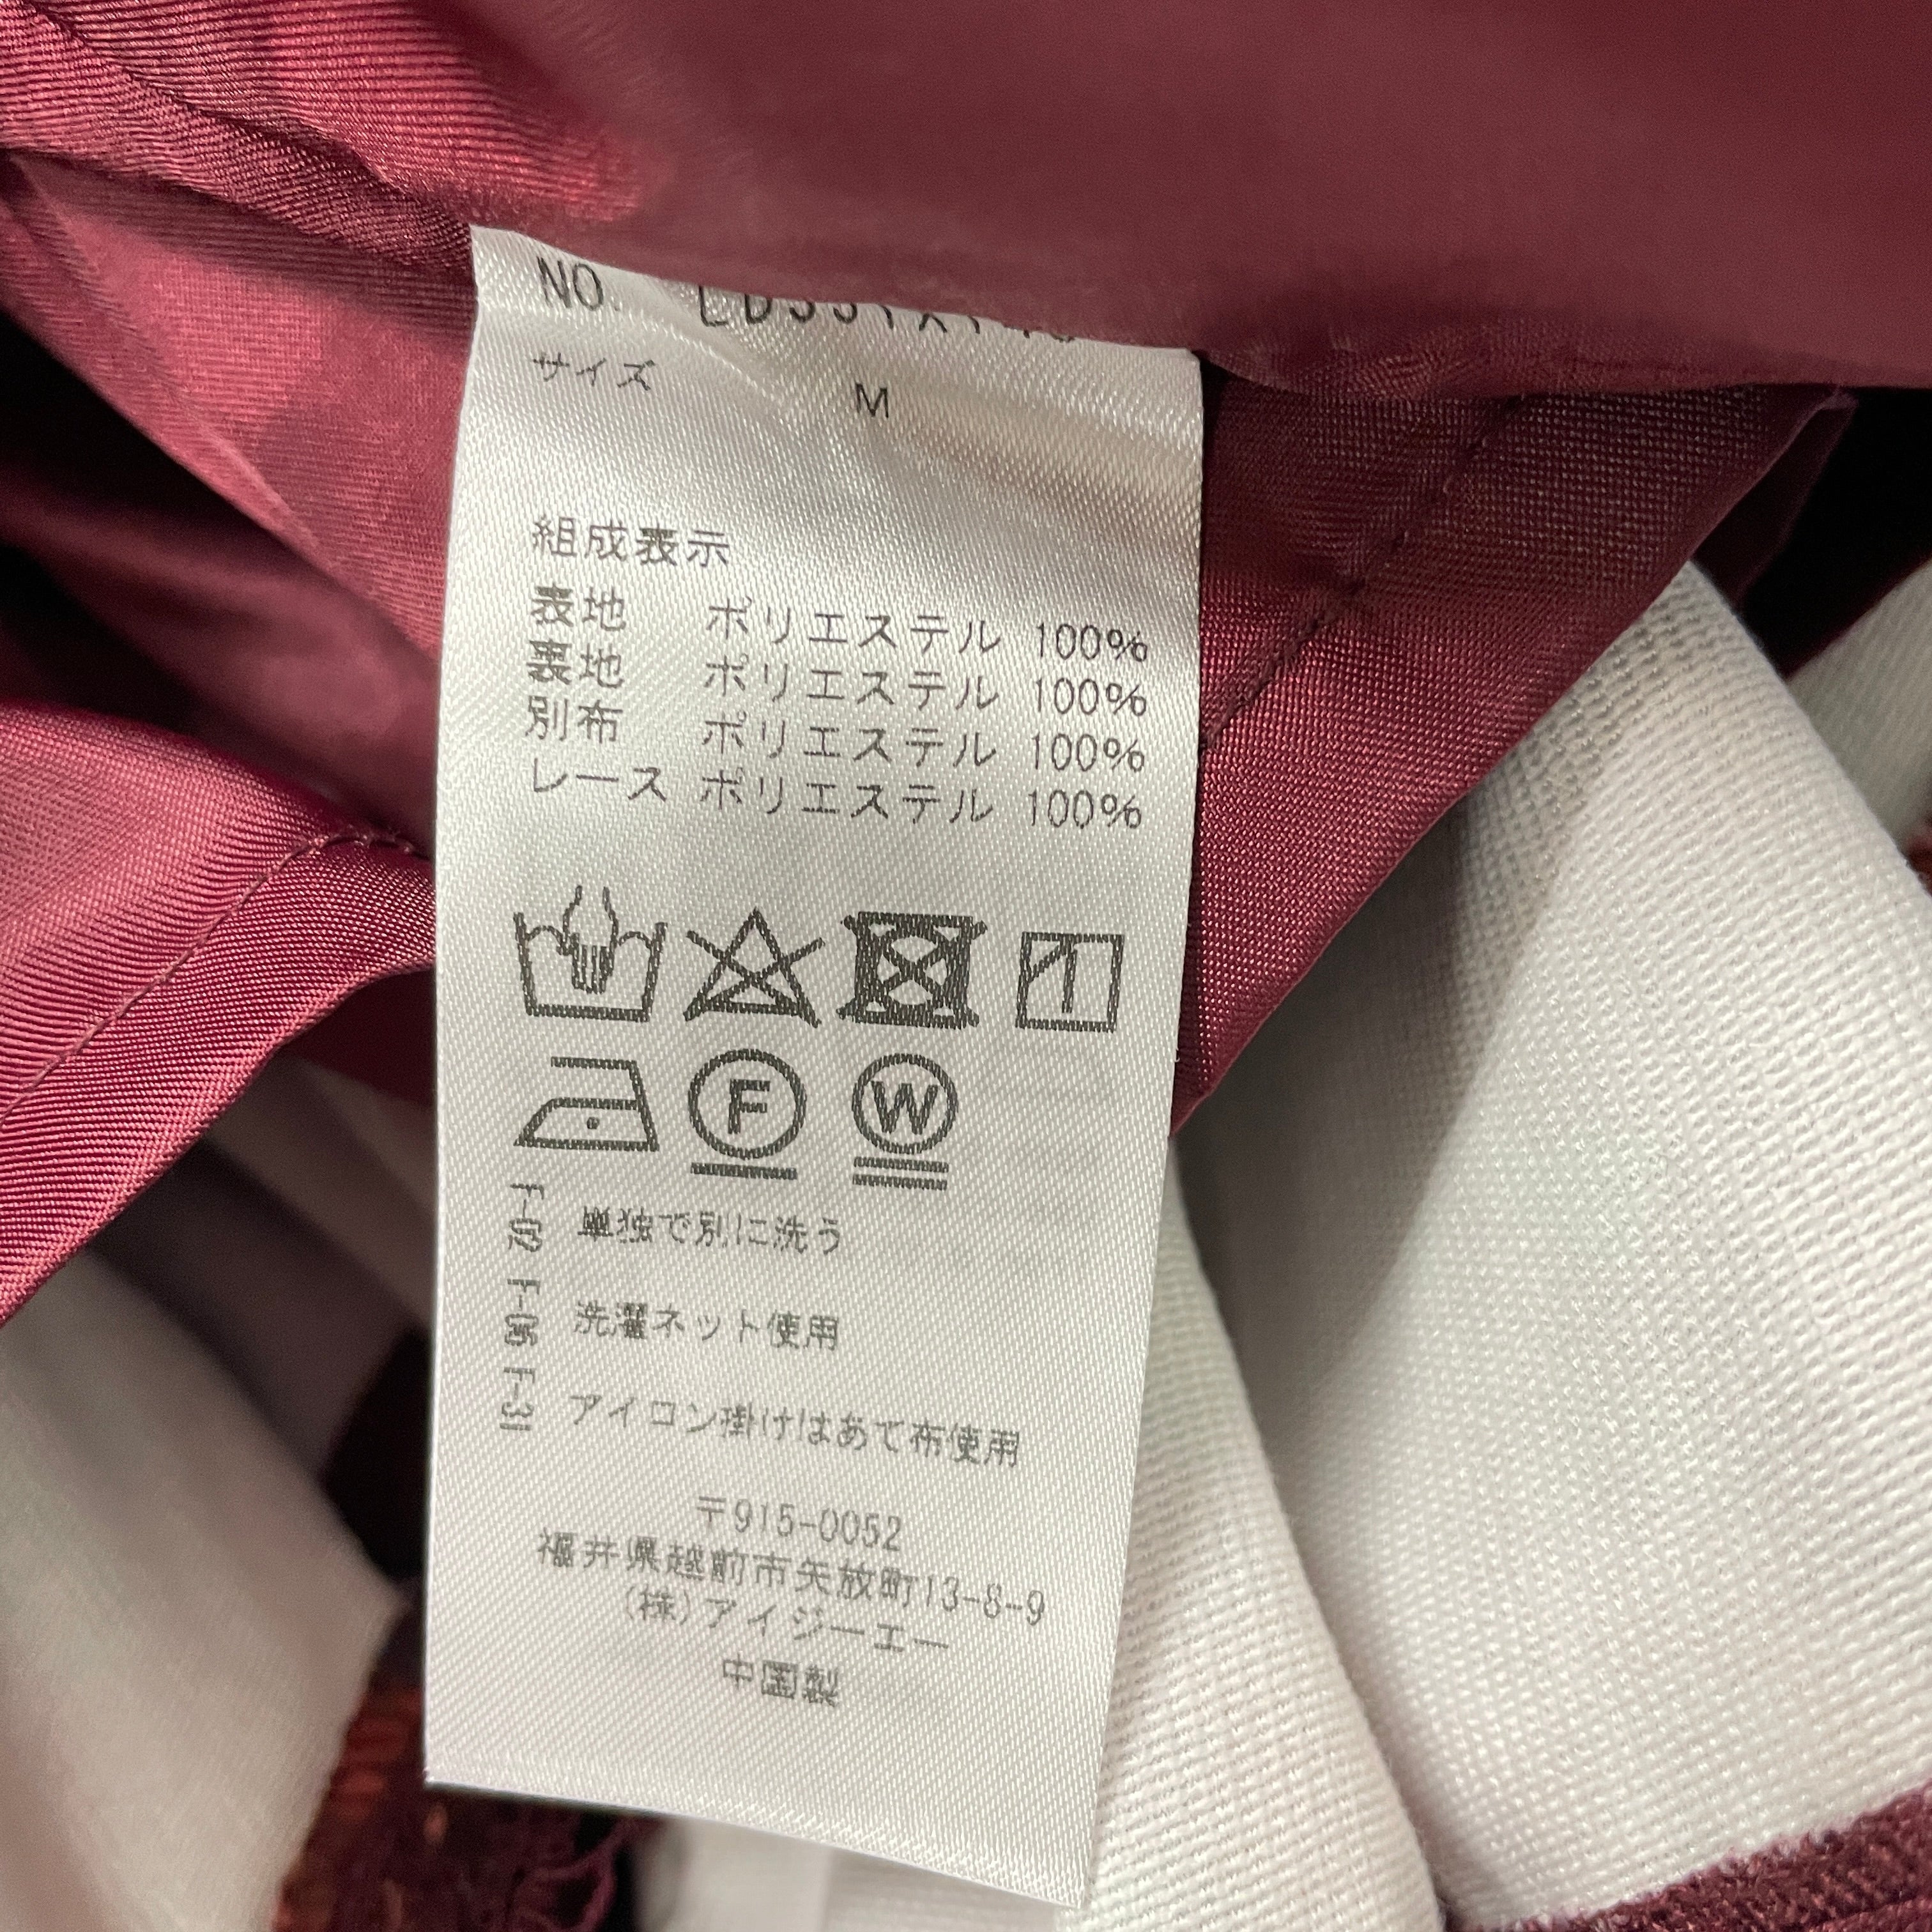 NO.
サイズ M
組成表示
表地 ポリエステル 100%
裏地 ポリエステル 100%
別布 ポリエステル 100%
レース ポリエステル 100%
F
W
F-02 単独で別に洗う
F-06 洗濯ネット使用
F-31 アイロン掛けはあて布使用
〒915-0052
福井県越前市矢放町13-8-9
(株)アイジーエー
中国製